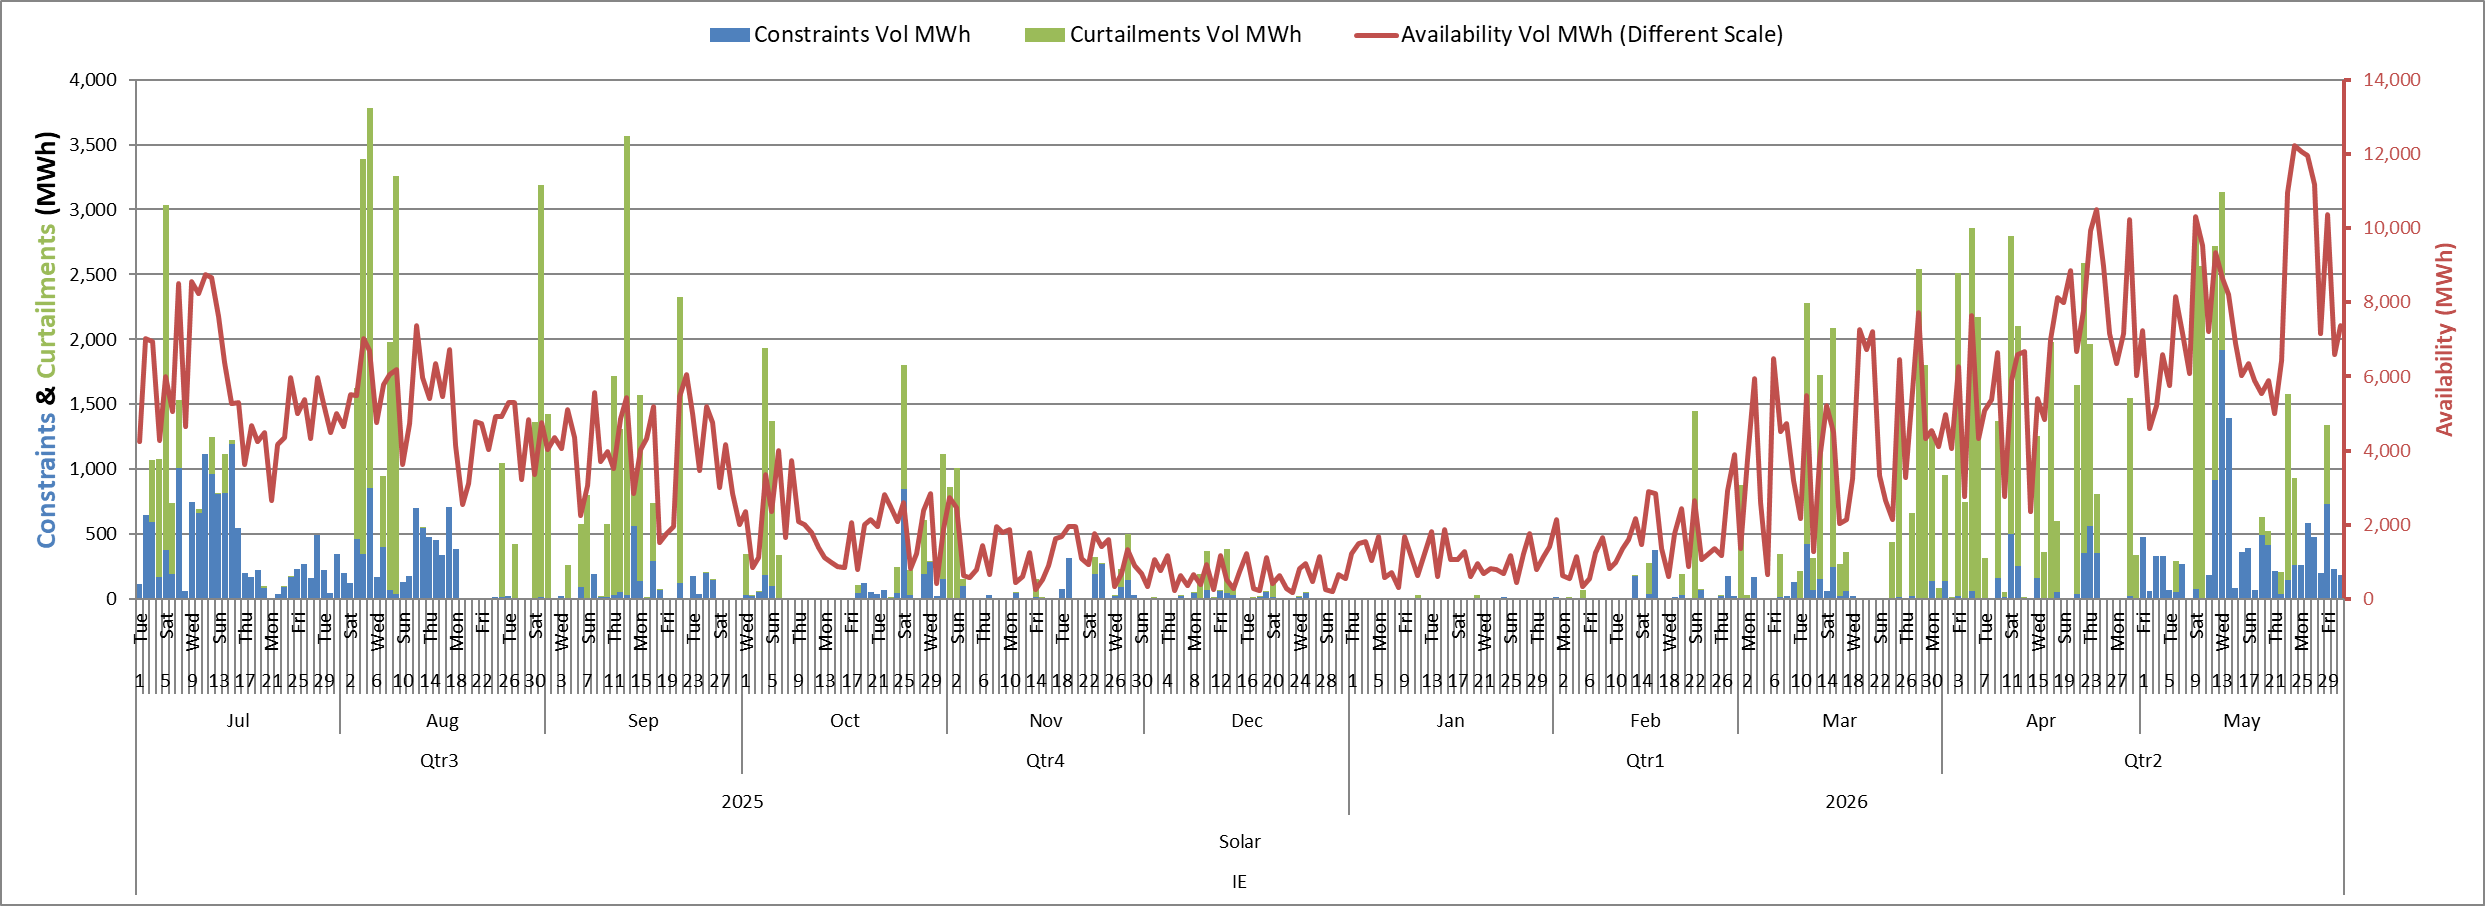 Constraints Vol MWh Curtailments Vol MWh Availability Vol MWh (Different Scale)
Constraints & Curtailments (MWh)
4,000
3,500
3,000
2,500
2,000
1,500
1,000
500
0
14,000
12,000
10,000
8,000
6,000
4,000
2,000
0
Availability (MWh)
Tue Sat Wed Sun Thu Mon Fri Tue Sat Wed Sun Thu Mon Fri Tue Sat Wed Sun Thu Mon Fri Tue Sat Wed Sun Thu Mon Fri Tue Sat Wed Sun Thu Mon Fri Tue Sat Wed Sun Thu Mon Fri Tue Sat Wed Sun Thu Mon Fri Tue Sat Wed Sun Thu Mon Fri Tue Sat Wed Sun Thu Mon Fri Tue Sat Wed Sun Thu Mon Fri Tue Sat Wed Sun Thu Mon Fri Tue Sat Wed Sun Thu Mon Fri
1 5 9 13 17 21 25 29 2 6 10 14 18 22 26 30 3 7 11 15 19 23 27 1 5 9 13 17 21 25 29 2 6 10 14 18 22 26 30 4 8 12 16 20 24 28 1 5 9 13 17 21 25 29 2 6 10 14 18 22 26 2 6 10 14 18 22 26 30 3 7 11 15 19 23 27 1 5 9 13 17 21 25 29
Jul Aug Sep Oct Nov Dec Jan Feb Mar Apr May
Qtr3 Qtr4 Qtr1 Qtr2
2025 2026
Solar
IE